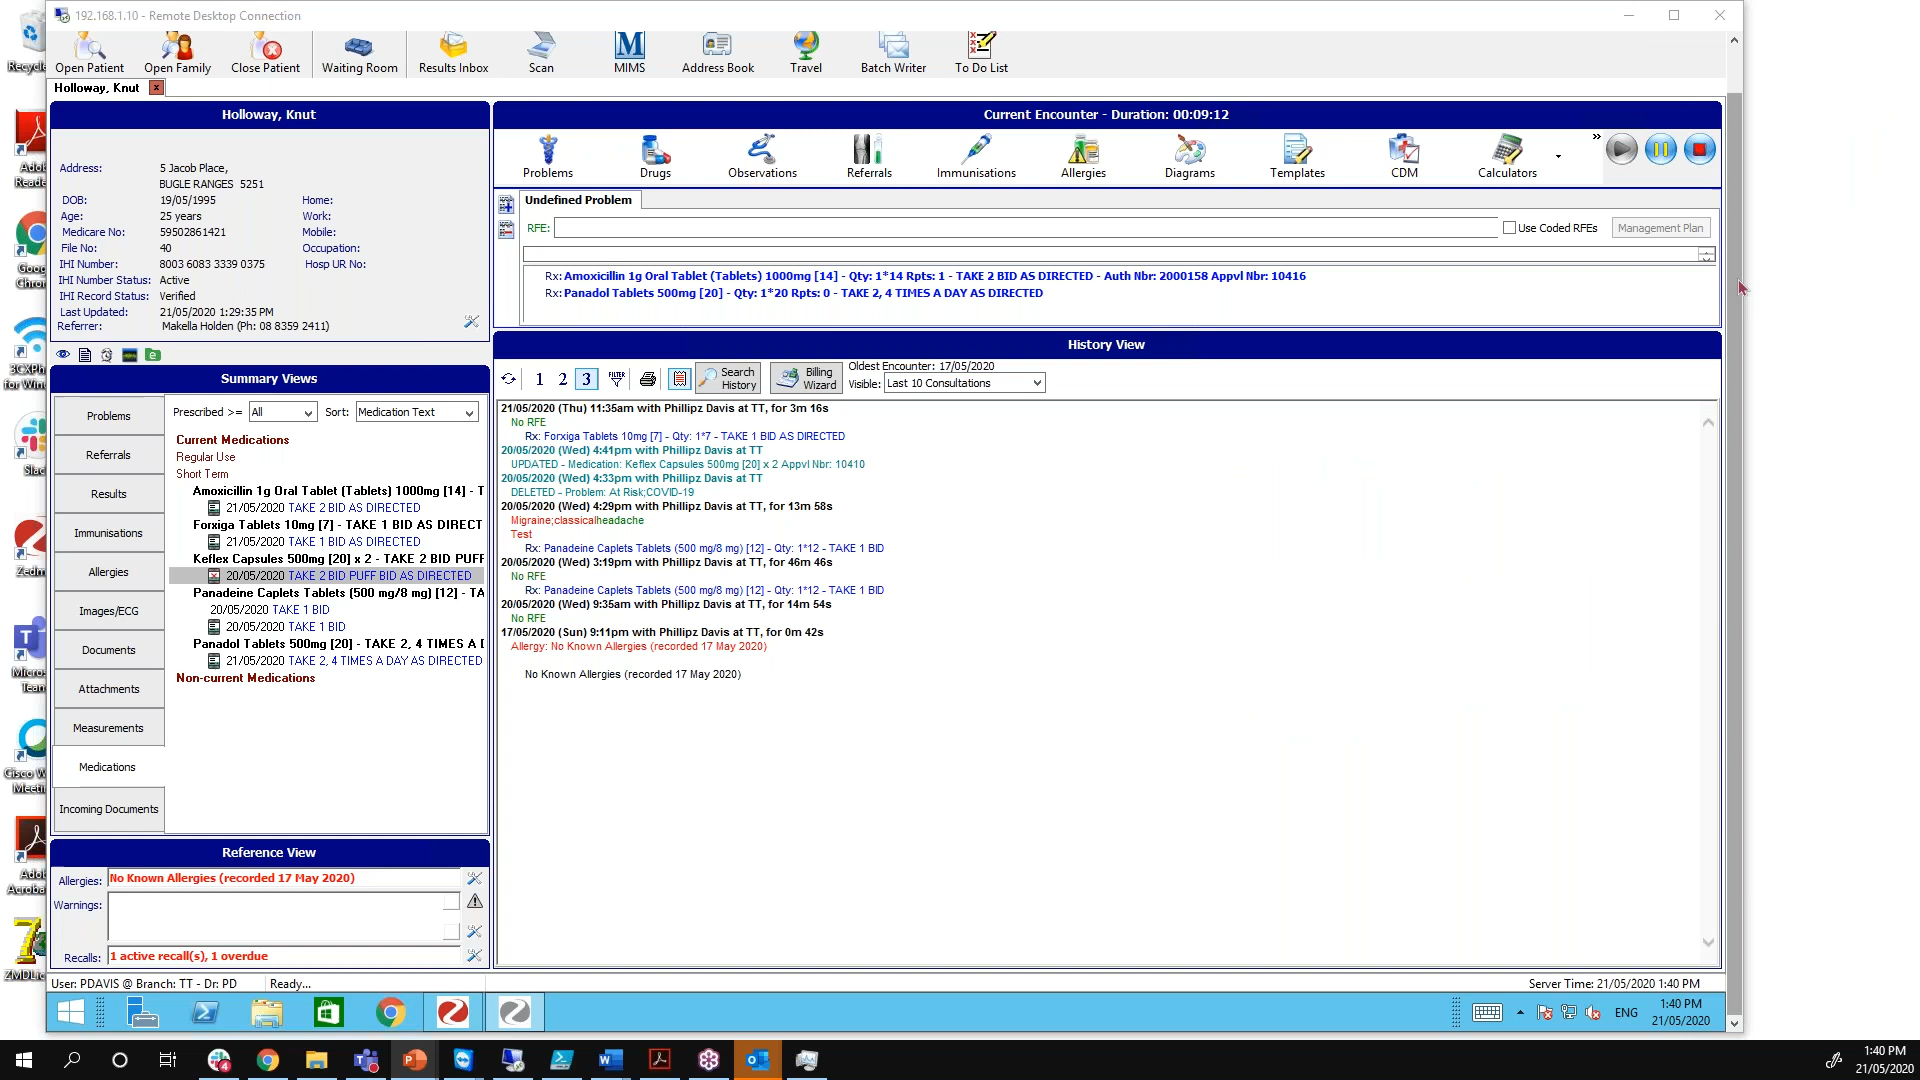 192.168.1.10 - Remote Desktop Connection
Open Patient
Open Family
Close Patient
Waiting Room
Results Inbox
Scan
MIMS
Address Book
Travel
Batch Writer
To Do List
Holloway, Knut
Holloway, Knut
Address: 5 Jacob Place,
BUGLE RANGES 5251
DOB: 19/05/1995 Home:
Age: 25 years Work:
Medicare No: 59502861421 Mobile:
File No: 40 Occupation:
IHI Number: 8003 6083 3339 0375 Hosp UR No:
IHI Number Status: Active
IHI Record Status: Verified
Last Updated: 21/05/2020 1:29:35 PM
Referrer: Makella Holden (Ph: 08 8359 2411)
Summary Views
Problems
Referrals
Results
Immunisations
Allergies
Images/ECG
Documents
Attachments
Measurements
Medications
Incoming Documents
Prescribed >= All Sort: Medication Text
Current Medications
Regular Use
Short Term
Amoxicillin 1g Oral Tablet (Tablets) 1000mg [14] - T
21/05/2020 TAKE 2 BID AS DIRECTED
Forxiga Tablets 10mg [7] - TAKE 1 BID AS DIRECT
21/05/2020 TAKE 1 BID AS DIRECTED
Keflex Capsules 500mg [20] x 2 - TAKE 2 BID PUFF
20/05/2020 TAKE 2 BID PUFF BID AS DIRECTED
Panadeine Caplets Tablets (500 mg/8 mg) [12] - TA
20/05/2020 TAKE 1 BID
20/05/2020 TAKE 1 BID
Panadol Tablets 500mg [20] - TAKE 2, 4 TIMES A D
21/05/2020 TAKE 2, 4 TIMES A DAY AS DIRECTED
Non-current Medications
Reference View
Allergies: No Known Allergies (recorded 17 May 2020)
Warnings:
Recalls: 1 active recall(s), 1 overdue
Current Encounter - Duration: 00:09:12
Problems
Drugs
Observations
Referrals
Immunisations
Allergies
Diagrams
Templates
CDM
Calculators
Undefined Problem
RFE: Use Coded RFEs Management Plan
Rx: Amoxicillin 1g Oral Tablet (Tablets) 1000mg [14] - Qty: 1*14 Rpts: 1 - TAKE 2 BID AS DIRECTED - Auth Nbr: 2000158 Appvl Nbr: 10416
Rx: Panadol Tablets 500mg [20] - Qty: 1*20 Rpts: 0 - TAKE 2, 4 TIMES A DAY AS DIRECTED
History View
1 2 3 FILTER Search History Billing Wizard
Oldest Encounter: 17/05/2020
Visible: Last 10 Consultations
21/05/2020 (Thu) 11:35am with Phillipz Davis at TT, for 3m 16s
No RFE
Rx: Forxiga Tablets 10mg [7] - Qty: 1*7 - TAKE 1 BID AS DIRECTED
20/05/2020 (Wed) 4:41pm with Phillipz Davis at TT
UPDATED - Medication: Keflex Capsules 500mg [20] x 2 Appvl Nbr: 10410
20/05/2020 (Wed) 4:33pm with Phillipz Davis at TT
DELETED - Problem: At Risk;COVID-19
20/05/2020 (Wed) 4:29pm with Phillipz Davis at TT, for 13m 58s
Migraine;classicalheadache
Test
Rx: Panadeine Caplets Tablets (500 mg/8 mg) [12] - Qty: 1*12 - TAKE 1 BID
20/05/2020 (Wed) 3:19pm with Phillipz Davis at TT, for 46m 46s
No RFE
Rx: Panadeine Caplets Tablets (500 mg/8 mg) [12] - Qty: 1*12 - TAKE 1 BID
20/05/2020 (Wed) 9:35am with Phillipz Davis at TT, for 14m 54s
No RFE
17/05/2020 (Sun) 9:11pm with Phillipz Davis at TT, for 0m 42s
Allergy: No Known Allergies (recorded 17 May 2020)
No Known Allergies (recorded 17 May 2020)
User: PDAVIS @ Branch: TT - Dr: PD Ready... Server Time: 21/05/2020 1:40 PM
ENG 1:40 PM
21/05/2020
1:40 PM
21/05/2020